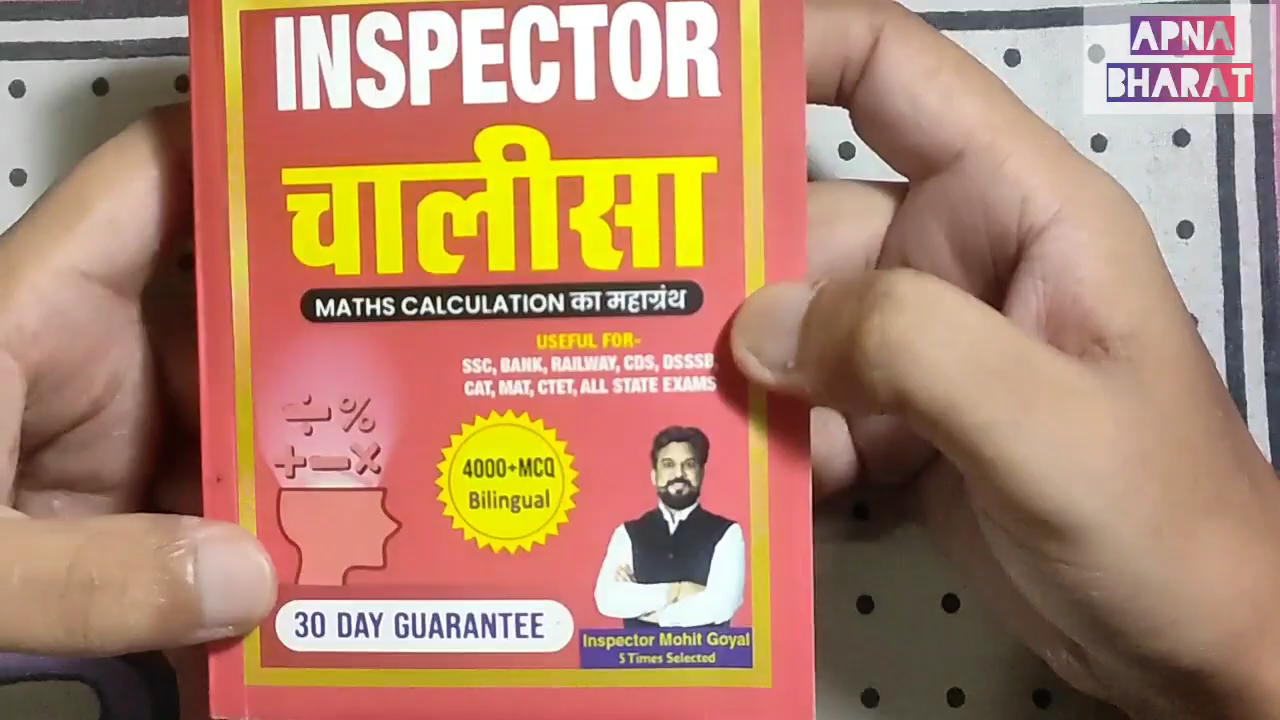 APNA
BHARAT
INSPECTOR
चालीसा
MATHS CALCULATION का महाग्रंथ
USEFUL FOR-
SSC, BANK, RAILWAY, CDS, DSSSB,
CAT, MAT, CTET, ALL STATE EXAMS
÷ %
+ − ×
4000+MCQ
Bilingual
30 DAY GUARANTEE
Inspector Mohit Goyal
5 Times Selected